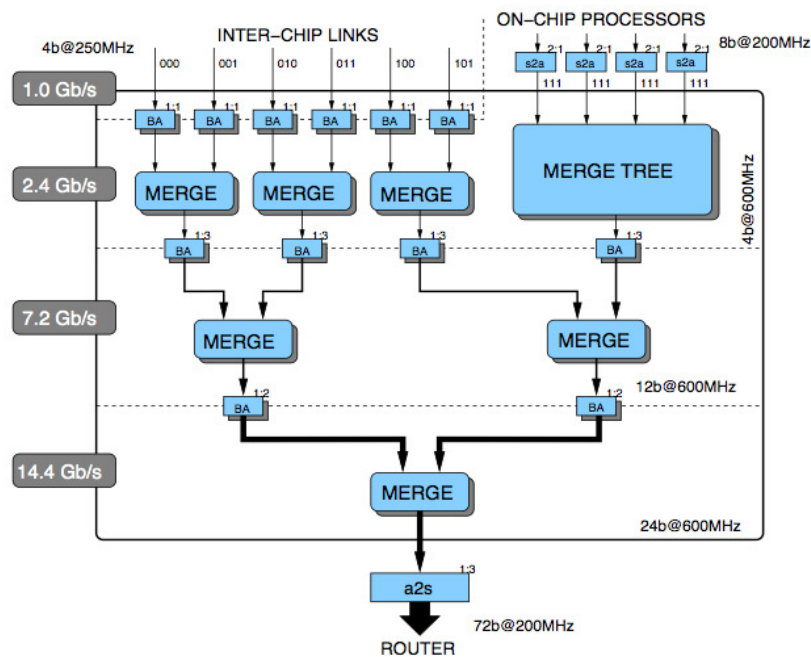 ON-CHIP PROCESSORS
INTER-CHIP LINKS
4b@250MHz
8b@200MHz
2:1 2:1 2:1 2:1
s2a s2a s2a s2a
000 001 010 011 100 101
111 111 111 111
1.0 Gb/s
1:1 1:1 1:1 1:1 1:1 1:1
BA BA BA BA BA BA
2.4 Gb/s
MERGE MERGE MERGE
MERGE TREE
4b@600MHz
1:3 1:3 1:3 1:3
BA BA BA BA
7.2 Gb/s
MERGE MERGE
12b@600MHz
1:2 1:2
BA BA
14.4 Gb/s
MERGE
24b@600MHz
1:3
a2s
72b@200MHz
ROUTER